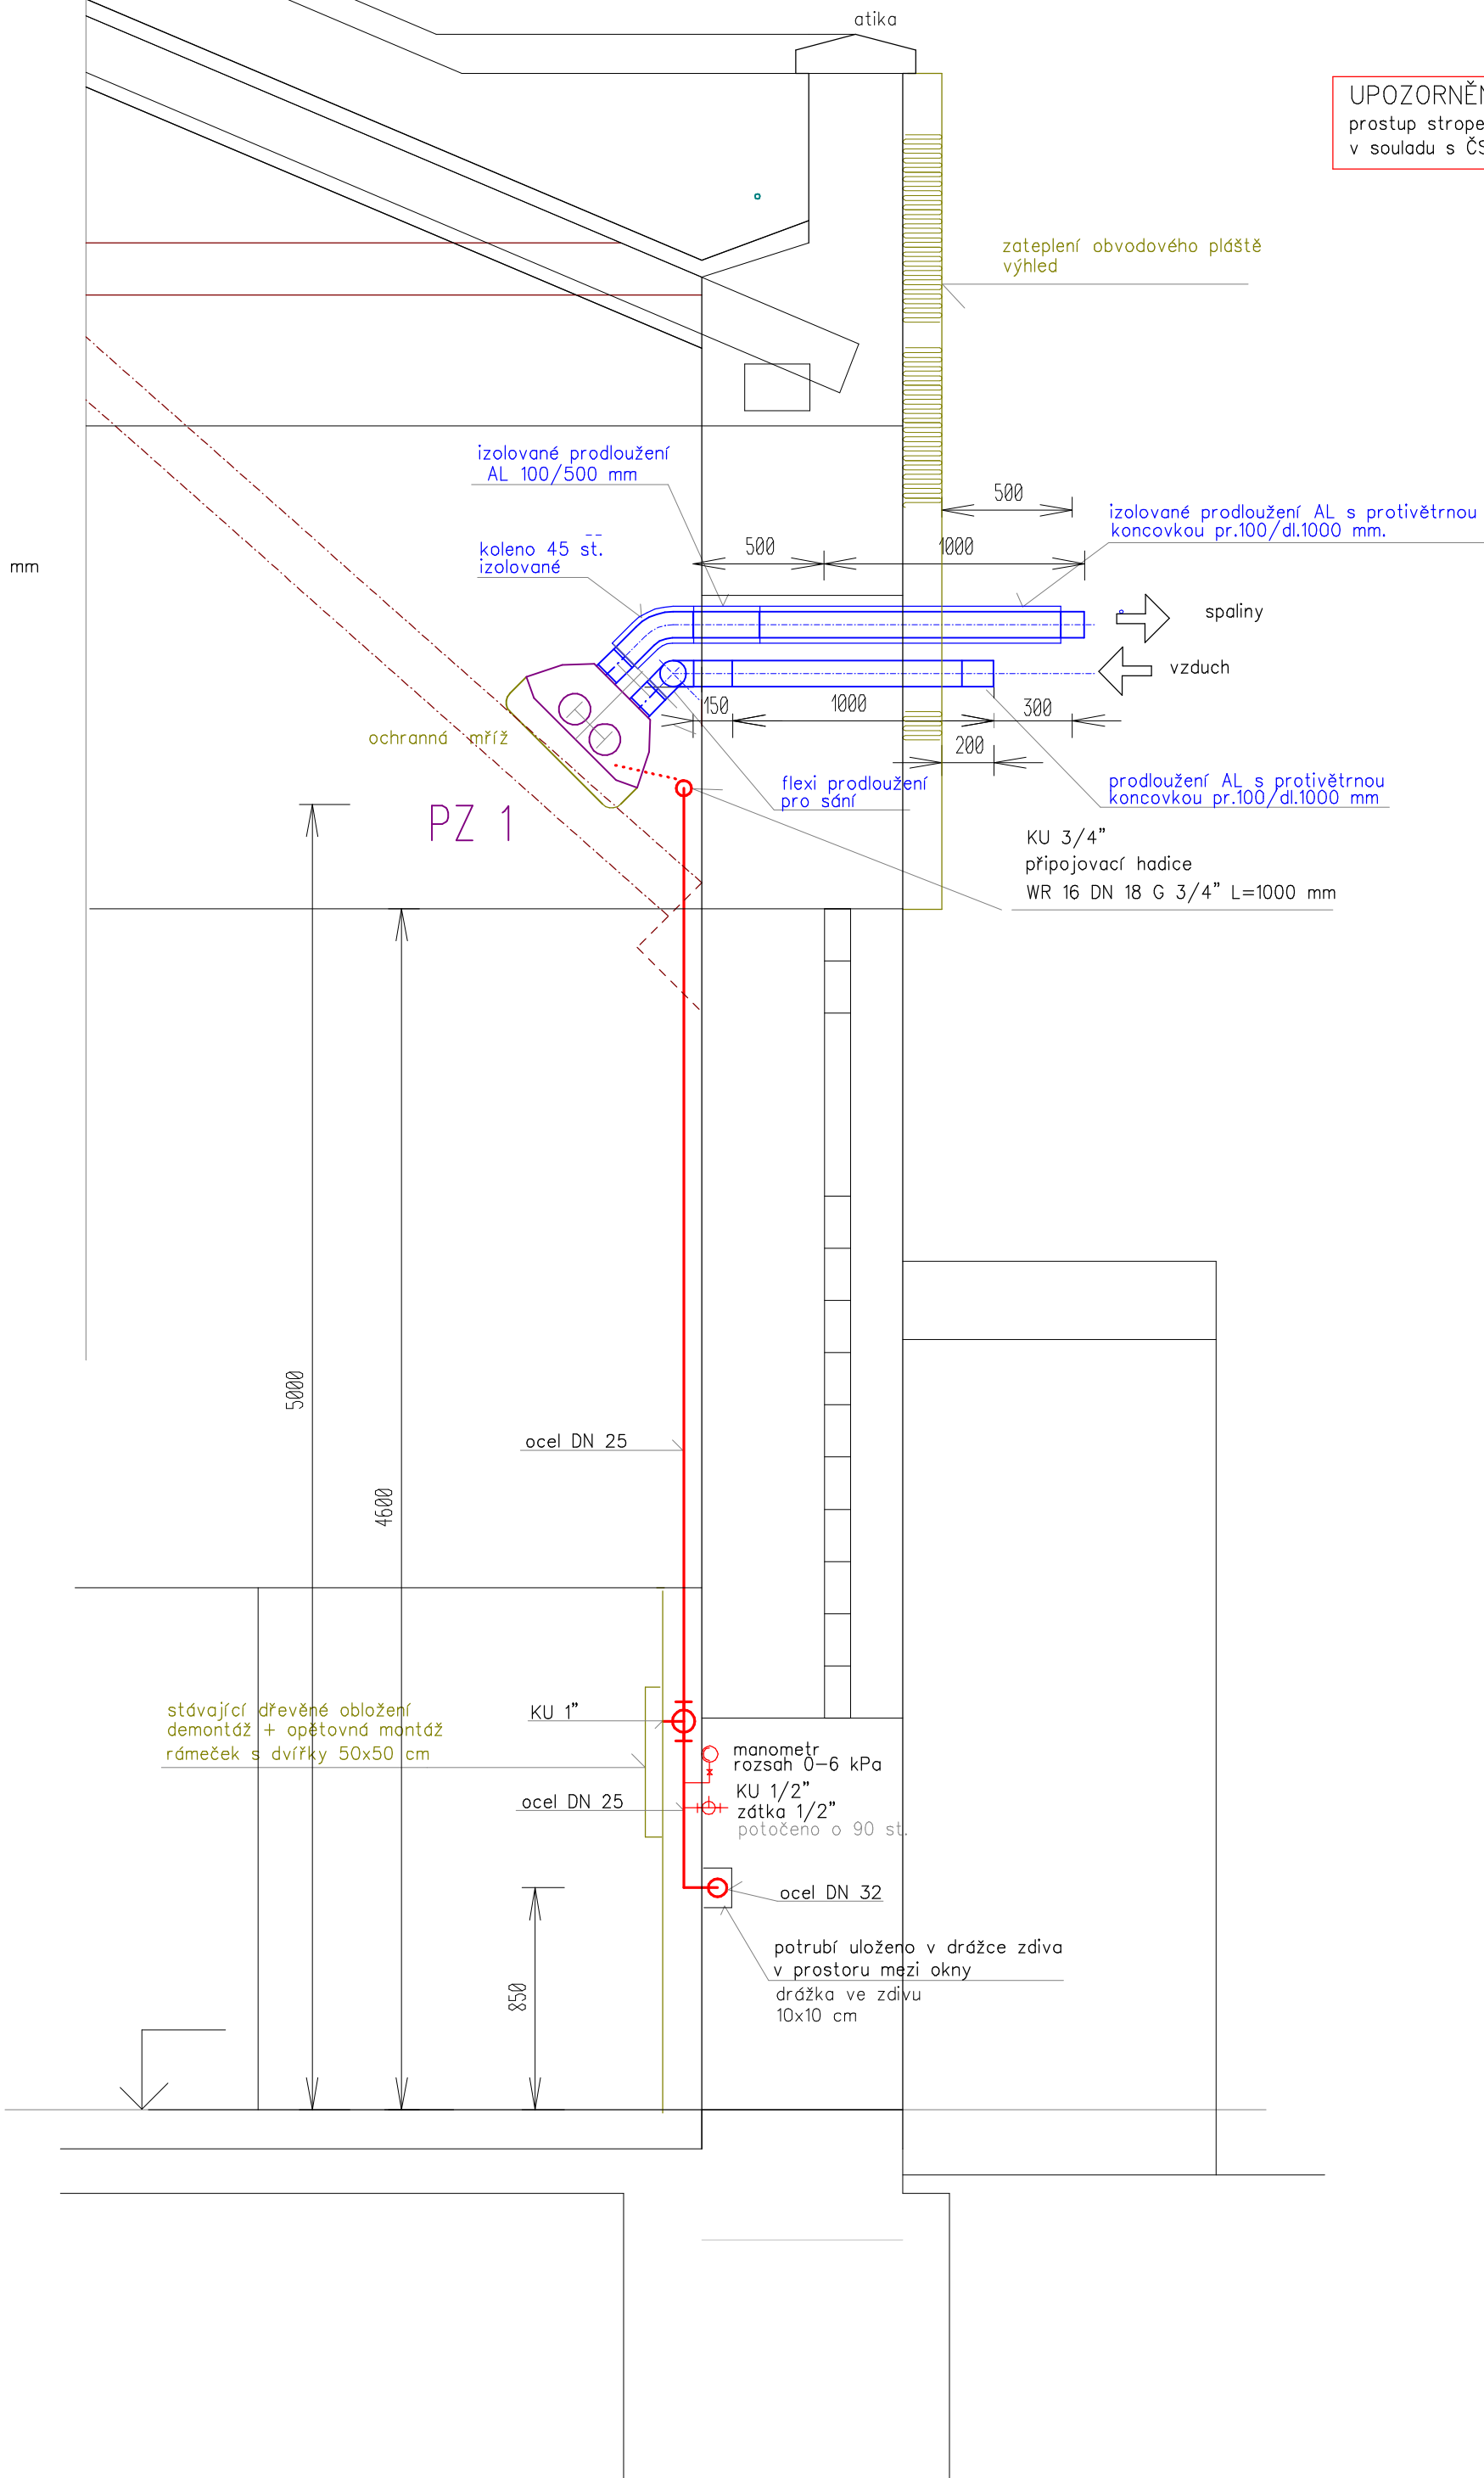 atika
UPOZORNĚN
prostup strope
v souladu s ČS
zateplení obvodového pláště
výhled
izolované prodloužení
AL 100/500 mm
500
izolované prodloužení AL s protivětrnou
koncovkou pr.100/dl.1000 mm.
koleno 45 st.
izolované
500
1000
mm
spaliny
vzduch
150
1000
300
ochranná mříž
200
flexi prodloužení
pro sání
prodloužení AL s protivětrnou
koncovkou pr.100/dl.1000 mm
PZ 1
KU 3/4"
připojovací hadice
WR 16 DN 18 G 3/4" L=1000 mm
5000
ocel DN 25
4600
stávající dřevěné obložení
demontáž + opětovná montáž
rámeček s dvířky 50x50 cm
KU 1"
manometr
rozsah 0-6 kPa
KU 1/2"
zátka 1/2"
potočeno o 90 st.
ocel DN 25
ocel DN 32
potrubí uloženo v drážce zdiva
v prostoru mezi okny
drážka ve zdivu
10x10 cm
850